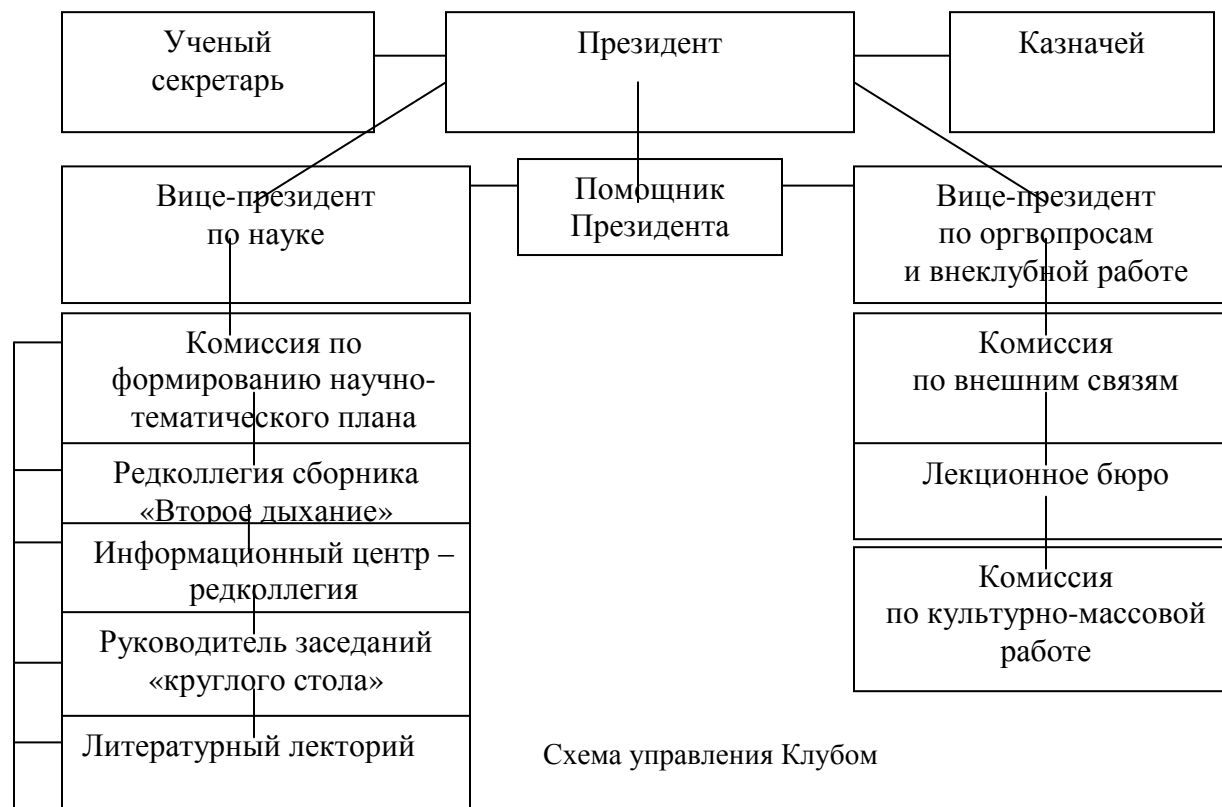 Ученый
секретарь
Президент
Казначей
Вице-президент
по науке
Помощник
Президента
Вице-президент
по оргвопросам
и внеклубной работе
Комиссия по
формированию научно-
тематического плана
Редколлегия сборника
«Второе дыхание»
Информационный центр –
редколлегия
Руководитель заседаний
«круглого стола»
Литературный лекторий
Комиссия
по внешним связям
Лекционное бюро
Комиссия
по культурно-массовой
работе
Схема управления Клубом